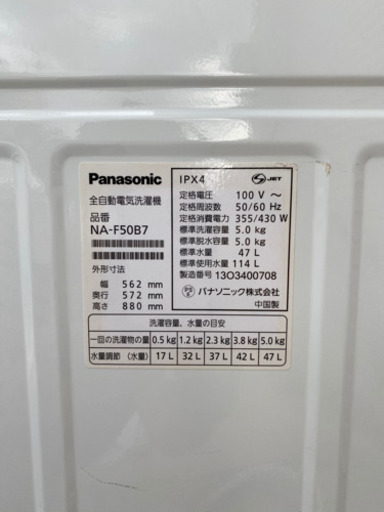 Panasonic
全自動電気洗濯機
品番
NA-F50B7
外形寸法
幅 562 mm
奥行 572 mm
高さ 880 mm
IPX4 S JET
定格電圧 100 V ～
定格周波数 50/60 Hz
定格消費電力 355/430 W
標準洗濯容量 5.0 kg
標準脱水容量 5.0 kg
標準水量 47 L
標準使用水量 114 L
製造番号 13O3400708
パナソニック株式会社
中国製
洗濯容量、水量の目安
一回の洗濯物の量 0.5 kg 1.2 kg 2.3 kg 3.8 kg 5.0 kg
水量調節 (水量) 17 L 32 L 37 L 42 L 47 L